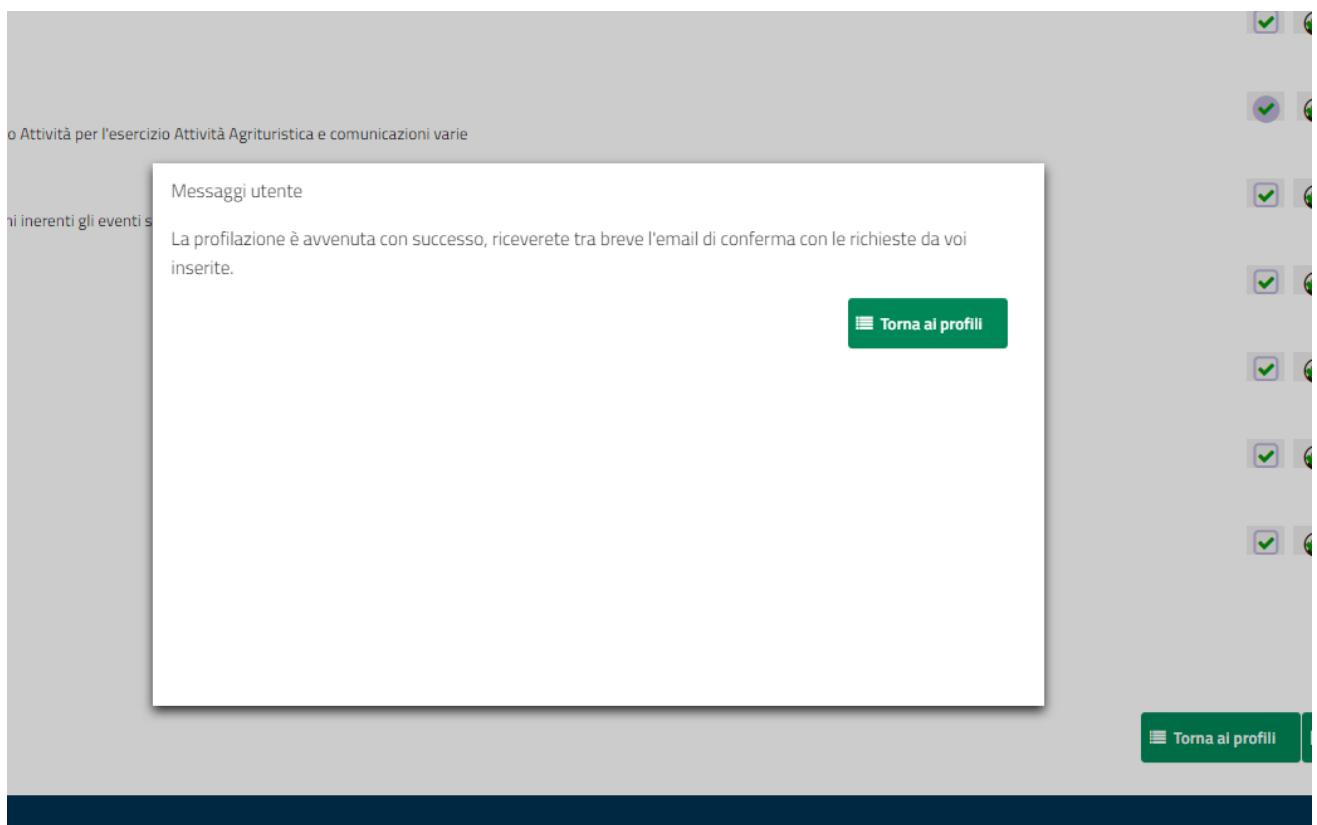 o Attività per l'esercizio Attività Agrituristica e comunicazioni varie
Messaggi utente
ni inerenti gli eventi s
La profilazione è avvenuta con successo, riceverete tra breve l'email di conferma con le richieste da voi
inserite.
Torna ai profili
Torna ai profili